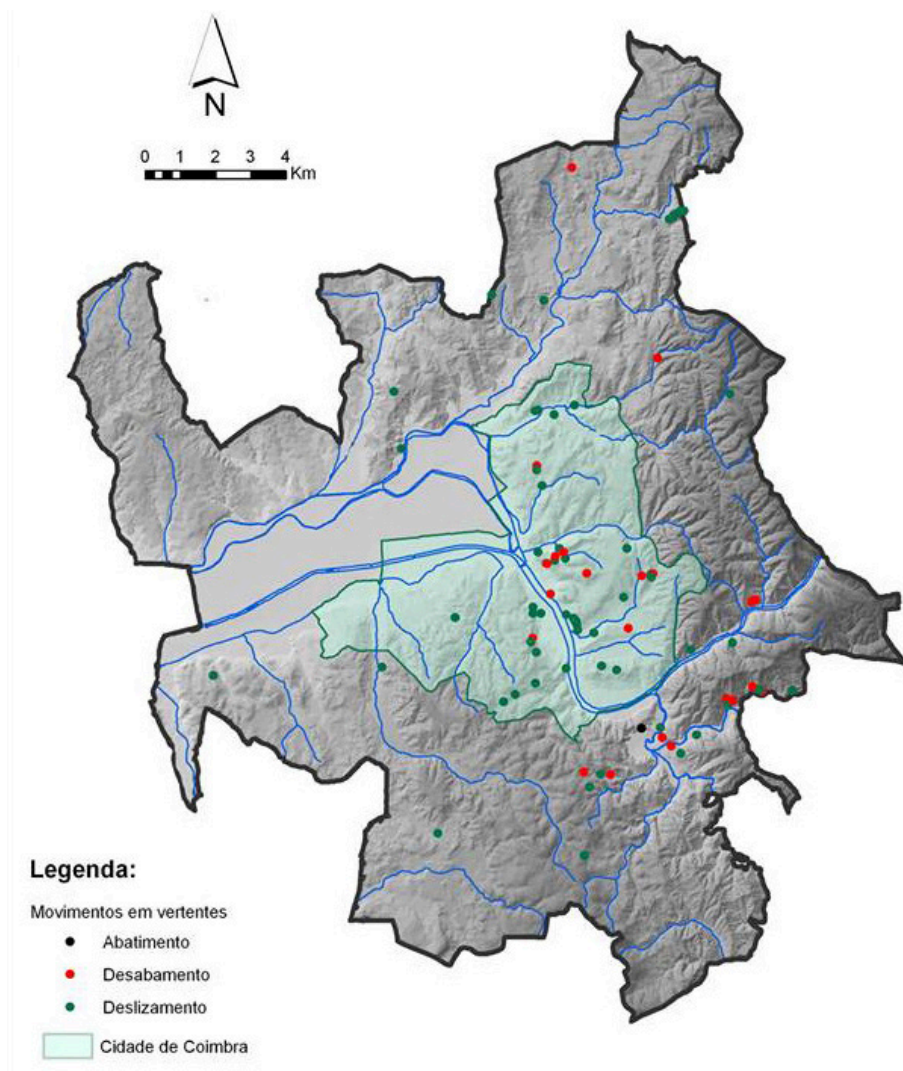 N
0 1 2 3 4
Km
Legenda:
Movimentos em vertentes
Abatimento
Desabamento
Deslizamento
Cidade de Coimbra